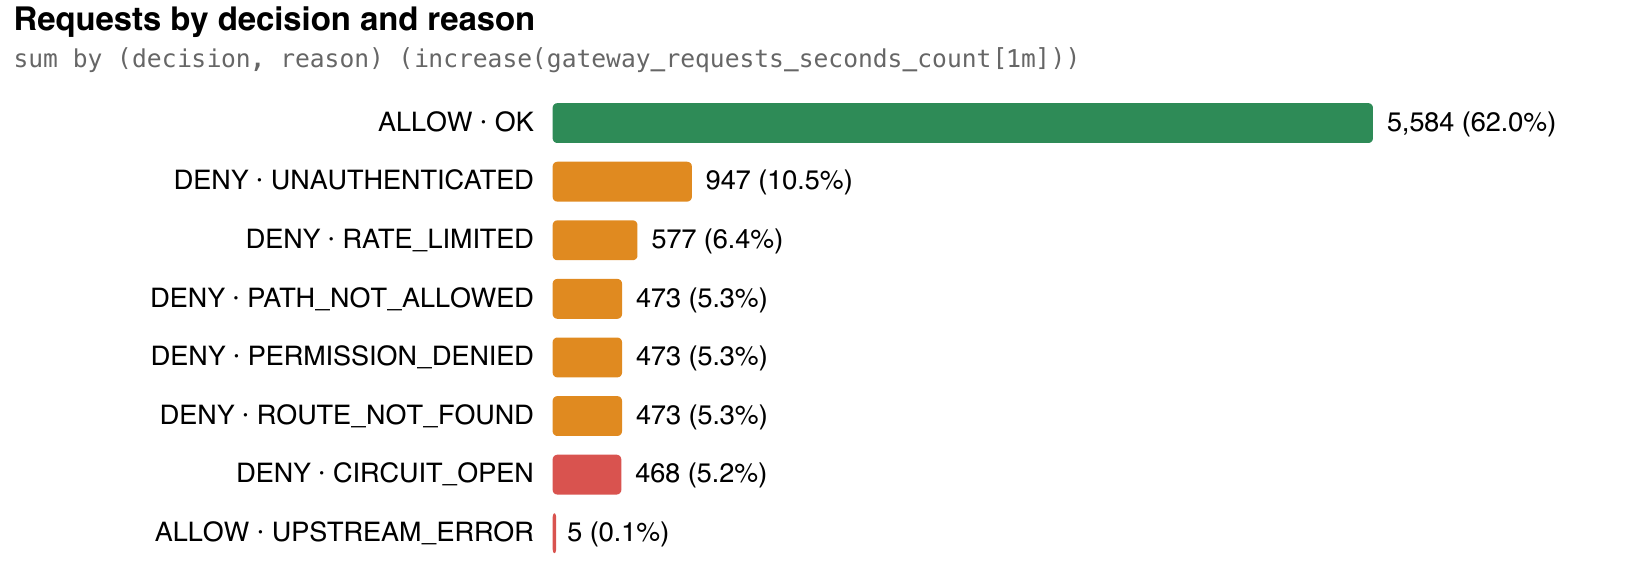 Requests by decision and reason
sum by (decision, reason) (increase(gateway_requests_seconds_count[1m]))
ALLOW · OK 5,584 (62.0%)
DENY · UNAUTHENTICATED 947 (10.5%)
DENY · RATE_LIMITED 577 (6.4%)
DENY · PATH_NOT_ALLOWED 473 (5.3%)
DENY · PERMISSION_DENIED 473 (5.3%)
DENY · ROUTE_NOT_FOUND 473 (5.3%)
DENY · CIRCUIT_OPEN 468 (5.2%)
ALLOW · UPSTREAM_ERROR 5 (0.1%)